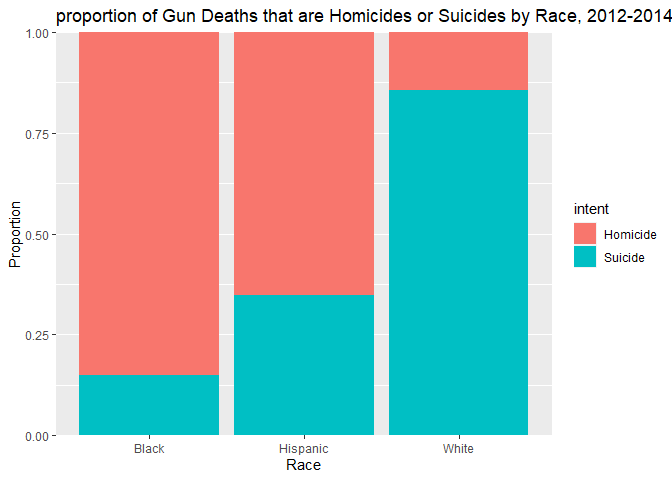 proportion of Gun Deaths that are Homicides or Suicides by Race, 2012-2014
1.00
0.75
0.50
0.25
0.00
Proportion
Black Hispanic White
Race
intent
Homicide
Suicide